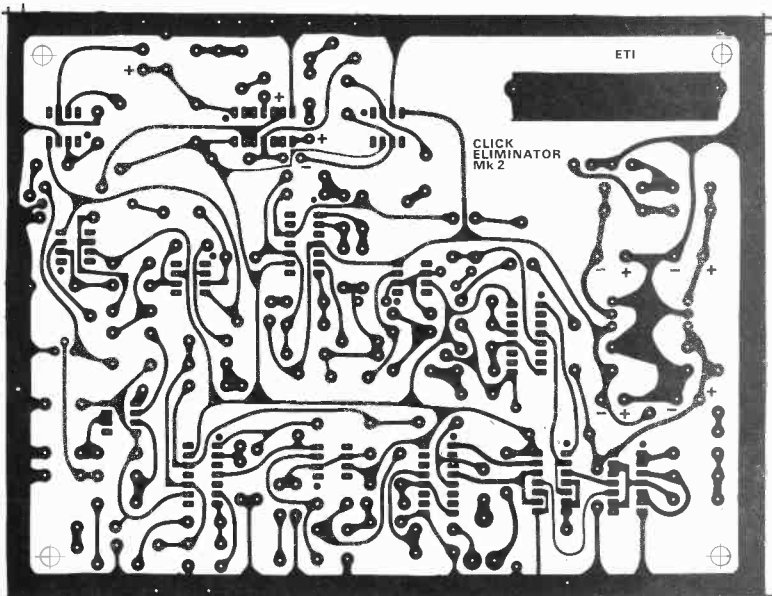 ETI
+
+
+
CLICK
ELIMINATOR
Mk 2
–
– + – +
+
– + –